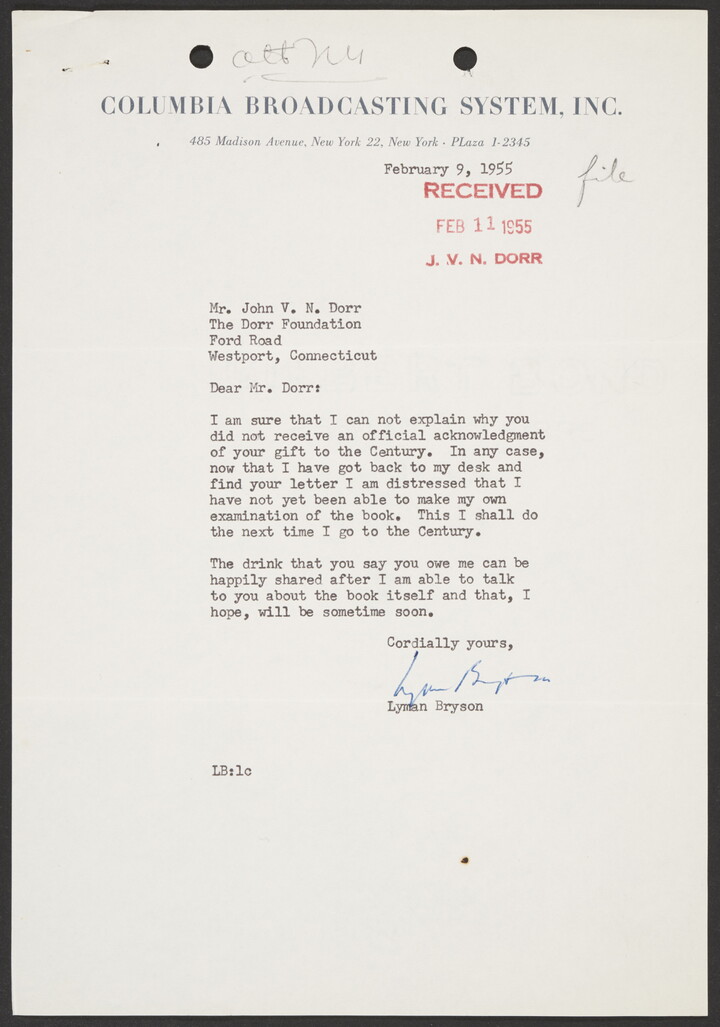 COLUMBIA BROADCASTING SYSTEM, INC.
485 Madison Avenue, New York 22, New York · PLaza 1-2345
February 9, 1955
file
RECEIVED
FEB 11 1955
J. V. N. DORR
Mr. John V. N. Dorr
The Dorr Foundation
Ford Road
Westport, Connecticut
Dear Mr. Dorr:
I am sure that I can not explain why you
did not receive an official acknowledgment
of your gift to the Century. In any case,
now that I have got back to my desk and
find your letter I am distressed that I
have not yet been able to make my own
examination of the book. This I shall do
the next time I go to the Century.
The drink that you say you owe me can be
happily shared after I am able to talk
to you about the book itself and that, I
hope, will be sometime soon.
Cordially yours,
Lyman Bryson
Lyman Bryson
LB:lc